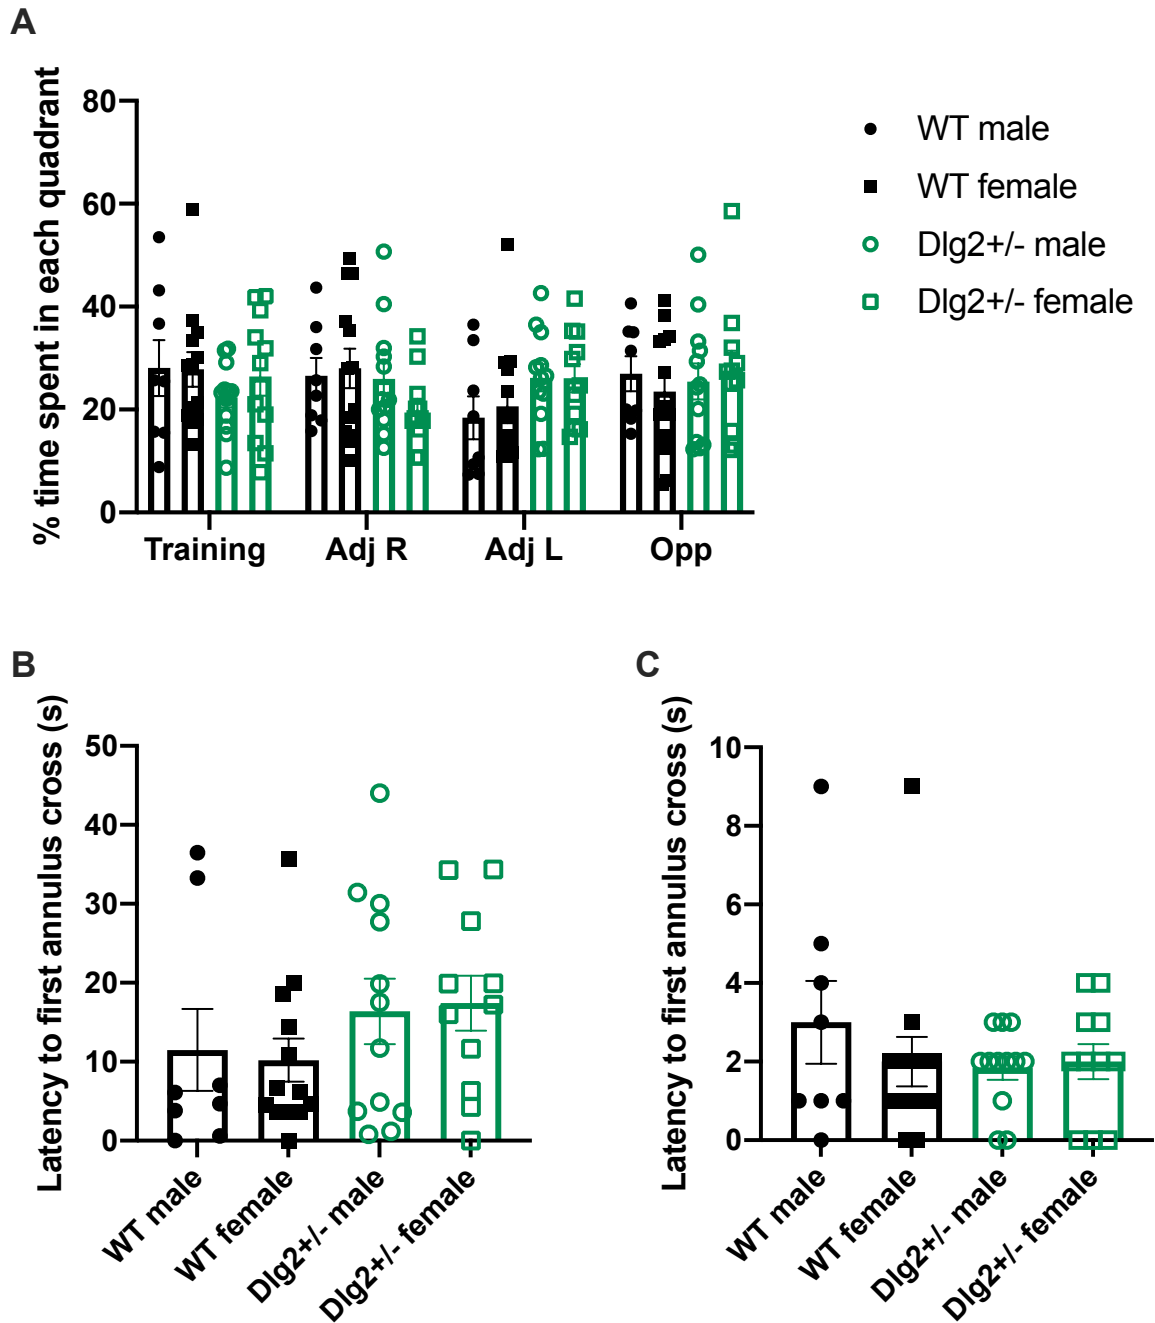 A
% time spent in each quadrant
80
60
40
20
0
Training Adj R Adj L Opp
WT male
WT female
Dlg2+/- male
Dlg2+/- female
B
Latency to first annulus cross (s)
50
40
30
20
10
0
WT male
WT female
Dlg2+/- male
Dlg2+/- female
C
Latency to first annulus cross (s)
10
8
6
4
2
0
WT male
WT female
Dlg2+/- male
Dlg2+/- female